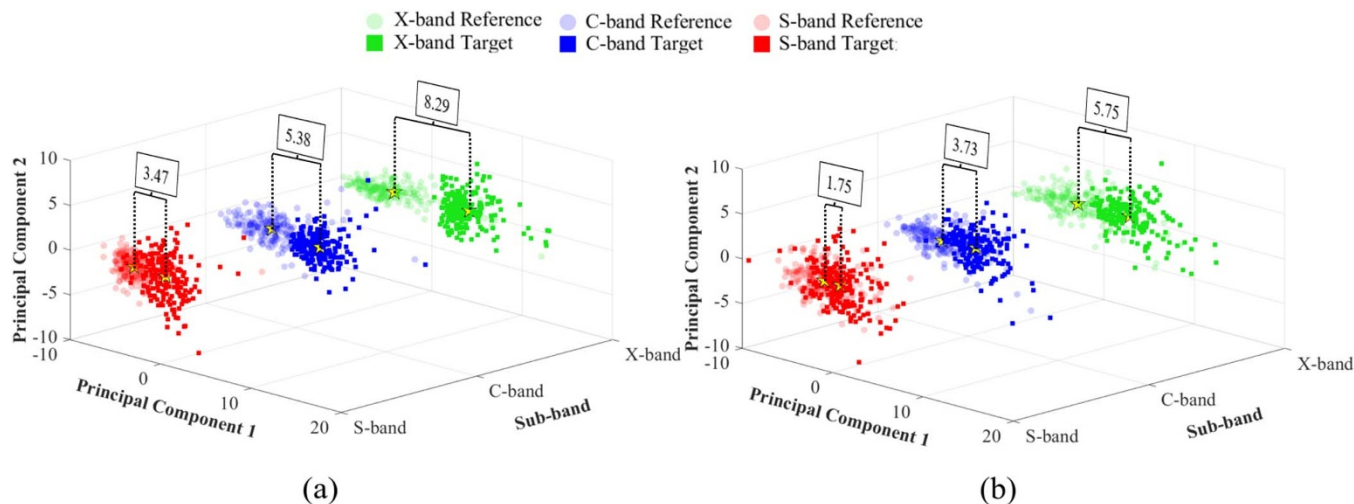 X-band Reference C-band Reference S-band Reference
X-band Target C-band Target S-band Target:
8.29
5.38
3.47
10
5
0
-5
-10
-10
0
10
20
Principal Component 2
Principal Component 1
S-band
C-band
X-band
Sub-band
(a)
5.75
3.73
1.75
10
5
0
-5
-10
-10
0
10
20
Principal Component 2
Principal Component 1
S-band
C-band
X-band
Sub-band
(b)